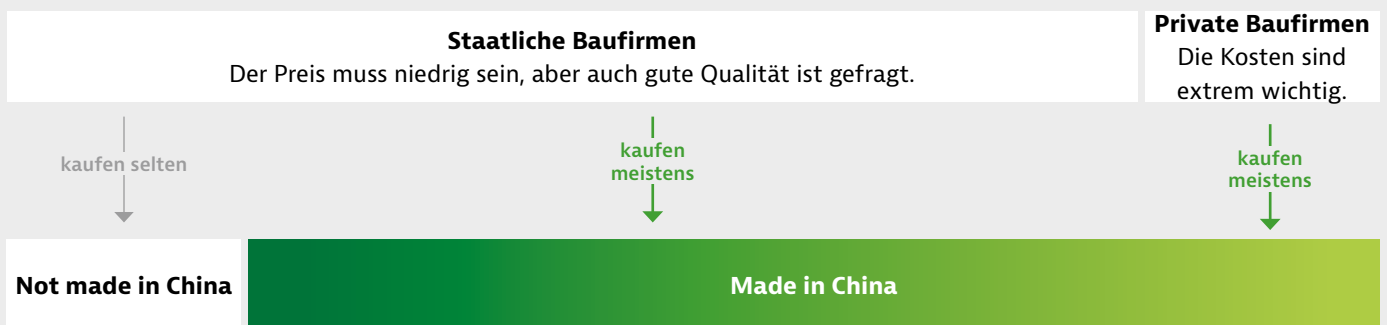 Staatliche Baufirmen
Der Preis muss niedrig sein, aber auch gute Qualität ist gefragt.
Private Baufirmen
Die Kosten sind
extrem wichtig.
kaufen selten
kaufen
meistens
kaufen
meistens
Not made in China
Made in China